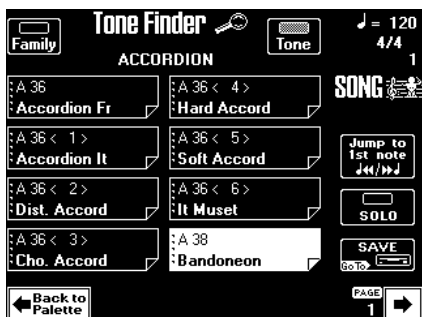 Family
Tone Finder
Tone
♩ = 120
4/4
1
ACCORDION
SONG
A 36
Accordion Fr
A 36 < 4 >
Hard Accord
A 36 < 1 >
Accordion It
A 36 < 5 >
Soft Accord
A 36 < 2 >
Dist. Accord
A 36 < 6 >
It Muset
A 36 < 3 >
Cho. Accord
A 38
Bandoneon
Jump to
1st note
SOLO
SAVE
Go To
Back to
Palette
PAGE
1